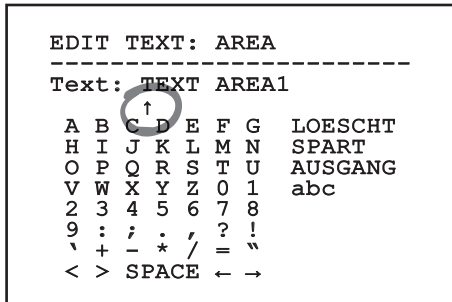 EDIT TEXT: AREA
------------------------
Text: TEXT AREA1
↑
A B C D E F G LOESCHT
H I J K L M N SPART
O P Q R S T U AUSGANG
V W X Y Z 0 1 abc
2 3 4 5 6 7 8
9 : ; . , ? !
‵ + - * / = ‶
< > SPACE ← →